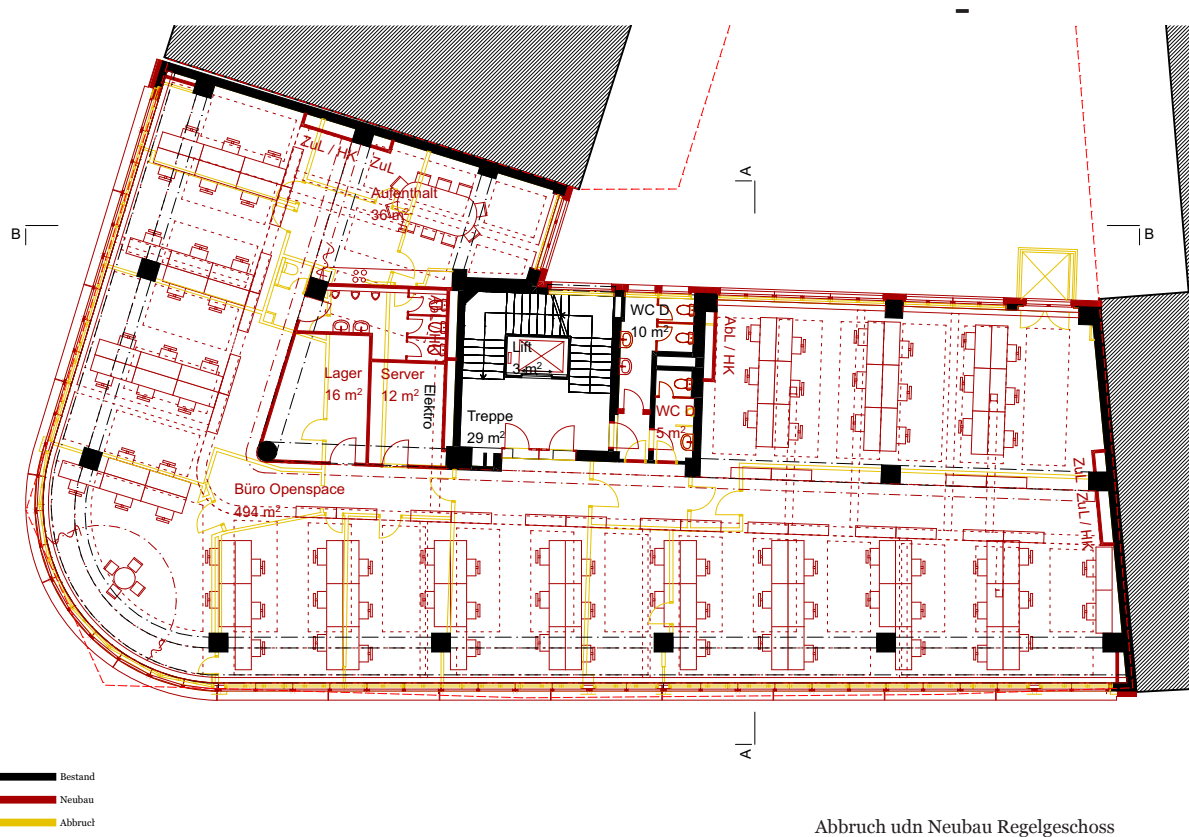 A
B
B
ZuL / HK
ZuL
Aufenthalt
36 m²
AbL / HK
WC D
10 m²
Lift
3 m²
AbL / HK
Lager
16 m²
Server
12 m²
Elektro
Treppe
29 m²
WC D
5 m²
ZuL
ZuL / HK
Büro Openspace
494 m²
A
Bestand
Neubau
Abbruch
Abbruch udn Neubau Regelgeschoss